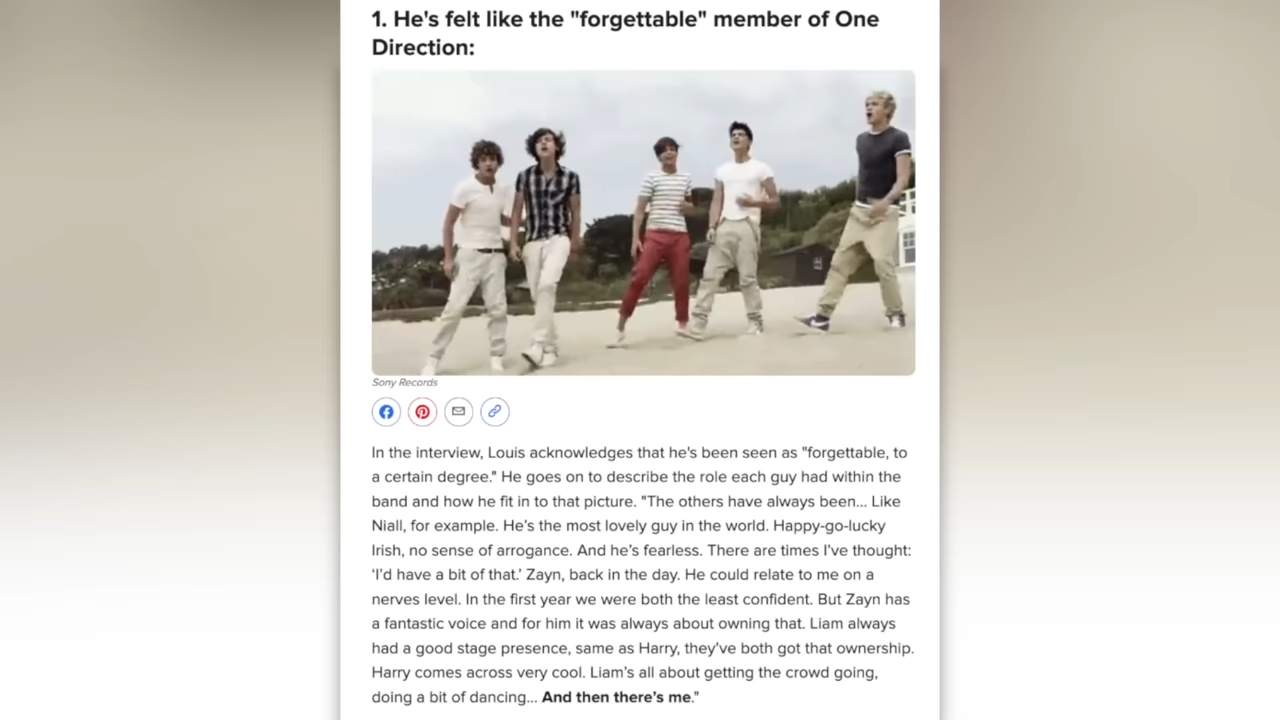 1. He's felt like the "forgettable" member of One
Direction:
Sony Records
In the interview, Louis acknowledges that he's been seen as "forgettable, to
a certain degree." He goes on to describe the role each guy had within the
band and how he fit in to that picture. "The others have always been... Like
Niall, for example. He’s the most lovely guy in the world. Happy-go-lucky
Irish, no sense of arrogance. And he’s fearless. There are times I’ve thought:
‘I’d have a bit of that.’ Zayn, back in the day. He could relate to me on a
nerves level. In the first year we were both the least confident. But Zayn has
a fantastic voice and for him it was always about owning that. Liam always
had a good stage presence, same as Harry, they’ve both got that ownership.
Harry comes across very cool. Liam’s all about getting the crowd going,
doing a bit of dancing... And then there’s me."